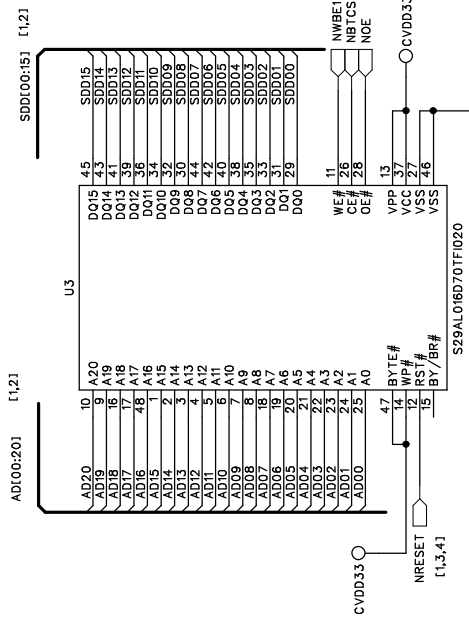 SDD[00:15] [1,2]
AD[00:20] [1,2]
U3
AD20 10 A20 DQ15 45 SDD15
AD19 9 A19 DQ14 43 SDD14
AD18 16 A18 DQ13 41 SDD13
AD17 17 A17 DQ12 39 SDD12
AD16 48 A16 DQ11 36 SDD11
AD15 1 A15 DQ10 34 SDD10
AD14 2 A14 DQ9 32 SDD09
AD13 3 A13 DQ8 30 SDD08
AD12 4 A12 DQ7 44 SDD07
AD11 5 A11 DQ6 42 SDD06
AD10 6 A10 DQ5 40 SDD05
AD09 7 A9 DQ4 38 SDD04
AD08 8 A8 DQ3 35 SDD03
AD07 18 A7 DQ2 33 SDD02
AD06 19 A6 DQ1 31 SDD01
AD05 20 A5 DQ0 29 SDD00
AD04 21 A4
AD03 22 A3 WE# 11 NWBE1
AD02 23 A2 CE# 26 NBTCS
AD01 24 A1 OE# 28 NOE
AD00 25 A0
47 BYTE# VPP 13
14 WP# VCC 37 CVDD33
12 RST# VSS 27
15 BY/BR# VSS 46
CVDD33
NRESET
[1,3,4]
S29AL016D70TFI020